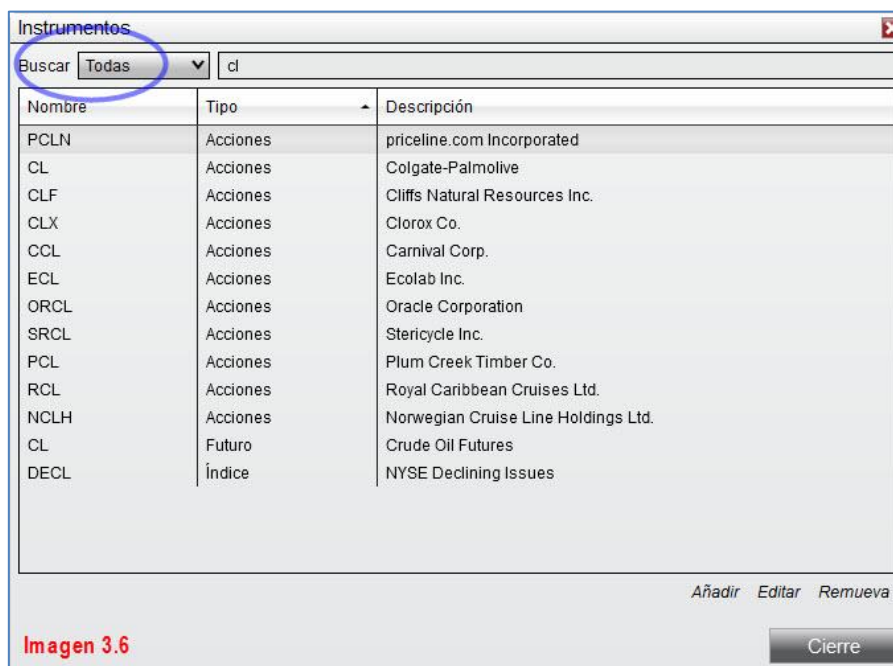 Instrumentos
Buscar Todas cl
Nombre Tipo Descripción
PCLN Acciones priceline.com Incorporated
CL Acciones Colgate-Palmolive
CLF Acciones Cliffs Natural Resources Inc.
CLX Acciones Clorox Co.
CCL Acciones Carnival Corp.
ECL Acciones Ecolab Inc.
ORCL Acciones Oracle Corporation
SRCL Acciones Stericycle Inc.
PCL Acciones Plum Creek Timber Co.
RCL Acciones Royal Caribbean Cruises Ltd.
NCLH Acciones Norwegian Cruise Line Holdings Ltd.
CL Futuro Crude Oil Futures
DECL Índice NYSE Declining Issues
Añadir Editar Remueva
Imagen 3.6 Cierre